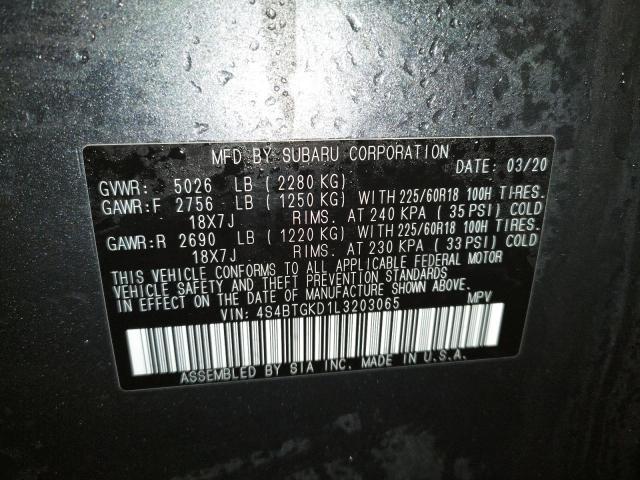 MFD BY SUBARU CORPORATION DATE: 03/20
GVWR: 5026 LB ( 2280 KG)
GAWR:F 2756 LB ( 1250 KG) WITH 225/60R18 100H TIRES.
18X7J RIMS. AT 240 KPA ( 35 PSI) COLD
GAWR:R 2690 LB ( 1220 KG) WITH 225/60R18 100H TIRES.
18X7J RIMS. AT 230 KPA ( 33 PSI) COLD
THIS VEHICLE CONFORMS TO ALL APPLICABLE FEDERAL MOTOR
VEHICLE SAFETY AND THEFT PREVENTION STANDARDS
IN EFFECT ON THE DATE OF MANUFACTURE SHOWN ABOVE.
VIN: 4S4BTGKD1L3203065 MPV
ASSEMBLED BY SIA INC. MADE IN U.S.A.